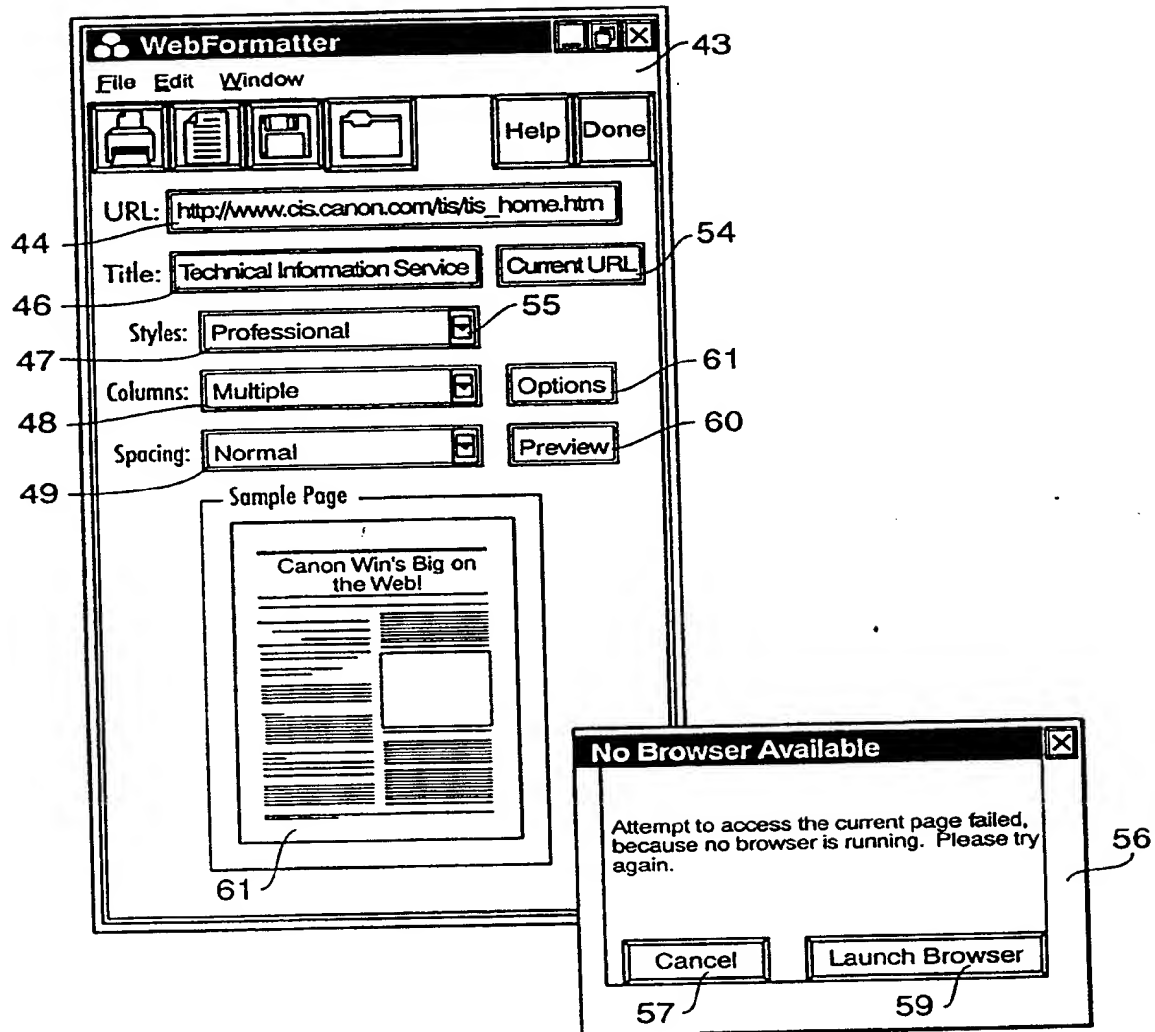 WebFormatter
43
File Edit Window
Help Done
URL: http://www.cis.canon.com/tis/tis_home.htm
44
54
Title: Technical Information Service Current URL
46
55
Styles: Professional
47
61
Columns: Multiple Options
48
60
Spacing: Normal Preview
49
Sample Page
Canon Win's Big on
the Web!
61
No Browser Available
Attempt to access the current page failed,
because no browser is running. Please try
again.
56
Cancel Launch Browser
57 59